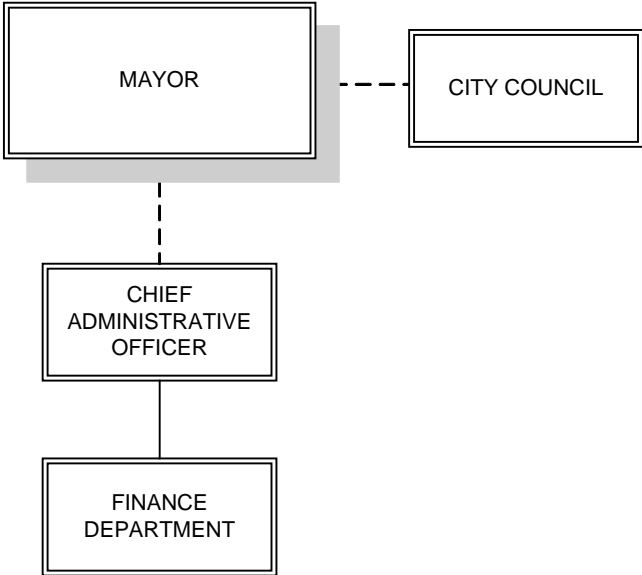 MAYOR
CITY COUNCIL
CHIEF
ADMINISTRATIVE
OFFICER
FINANCE
DEPARTMENT